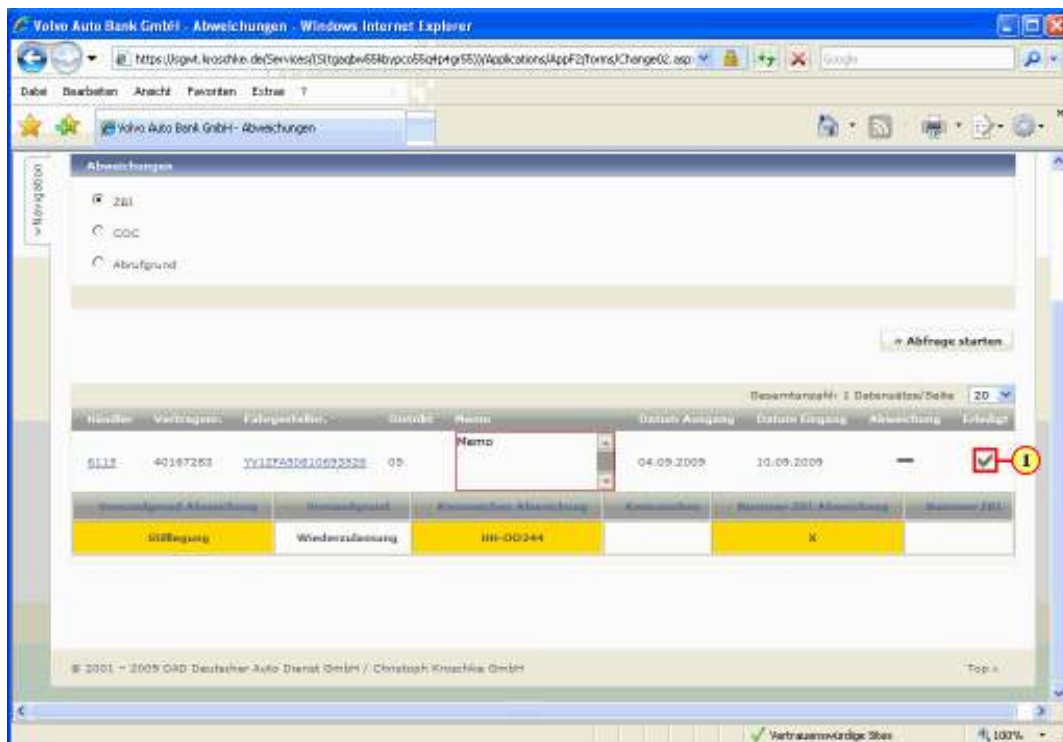 Volvo Auto Bank GmbH - Abweichungen - Windows Internet Explorer
Google
Datei Bearbeiten Ansicht Favoriten Extras ?
Volvo Auto Bank GmbH - Abweichungen
» Navigation
Abweichungen
ZBI
COC
Abrufgrund
» Abfrage starten
Gesamtanzahl: 1 Datensätze/Seite 20
Händler Vertragsnr. Fahrgestellnr. Memo Datum Ausgang Datum Eingang Abweichung Erledigt
Memo
6113 40167283 09 04.09.2009 10.09.2009 1
Versandgrund Abweichung Versandgrund Kennzeichen Abweichung Kennzeichen Nummer ZBI Abweichung Nummer ZBI
Stilllegung Wiederzulassung HH-OD244 X
© 2001 - 2009 DAD Deutscher Auto Dienst GmbH / Christoph Kroschke GmbH Top
Vertrauenswürdige Sites 100%